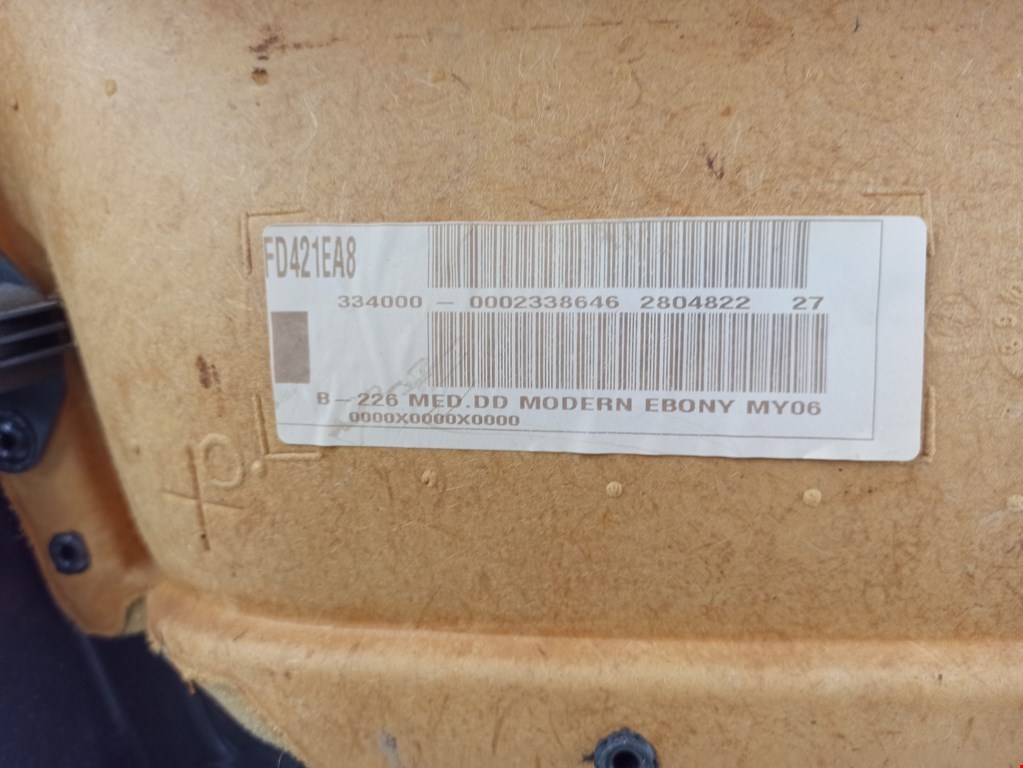 FD421EA8
334000 - 0002338646 2804822 27
B-226 MED.DD MODERN EBONY MY06
0000X0000X0000